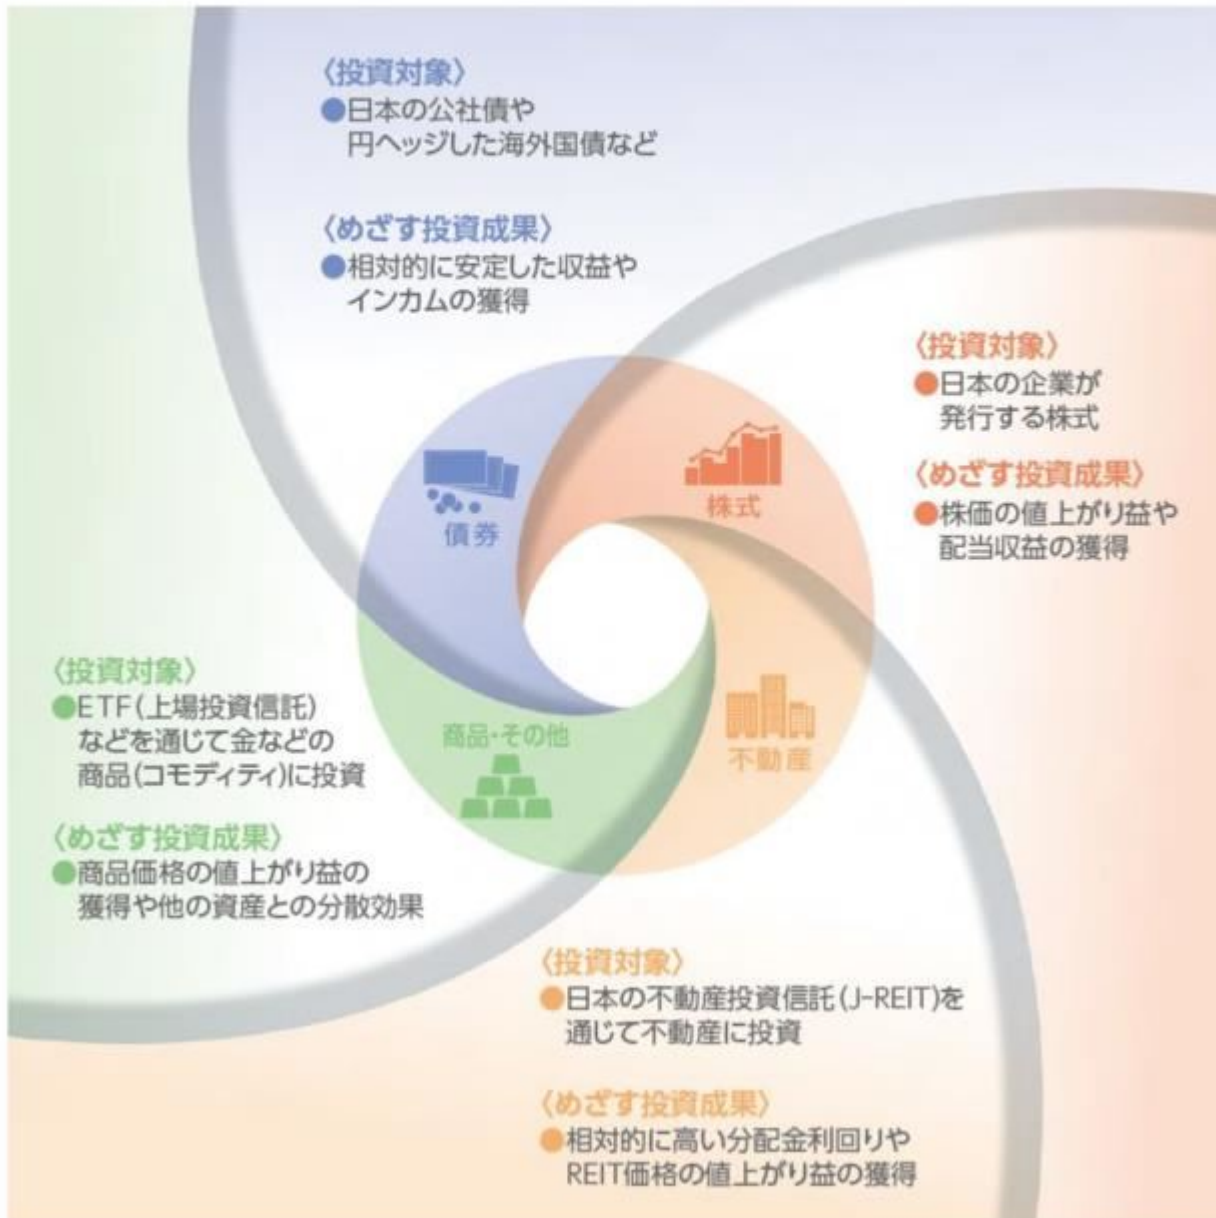 〈投資対象〉
●日本の公社債や
円ヘッジした海外国債など
〈めざす投資成果〉
●相対的に安定した収益や
インカムの獲得
〈投資対象〉
●日本の企業が
発行する株式
〈めざす投資成果〉
●株価の値上がり益や
配当収益の獲得
債券
株式
商品・その他
不動産
〈投資対象〉
●ETF(上場投資信託)
などを通じて金などの
商品(コモディティ)に投資
〈めざす投資成果〉
●商品価格の値上がり益の
獲得や他の資産との分散効果
〈投資対象〉
●日本の不動産投資信託(J-REIT)を
通じて不動産に投資
〈めざす投資成果〉
●相対的に高い分配金利回りや
REIT価格の値上がり益の獲得